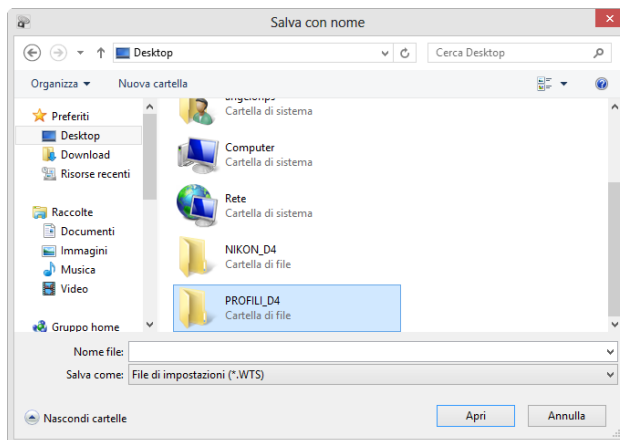 Salva con nome
Desktop
Cerca Desktop
Organizza
Nuova cartella
Preferiti
Desktop
Download
Risorse recenti
Raccolte
Documenti
Immagini
Musica
Video
Gruppo home
Cartella di sistema
Computer
Cartella di sistema
Rete
Cartella di sistema
NIKON_D4
Cartella di file
PROFILI_D4
Cartella di file
Nome file:
Salva come: File di impostazioni (*.WTS)
Nascondi cartelle
Apri
Annulla